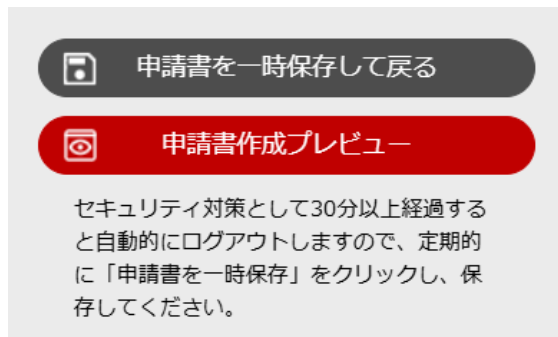 申請書を一時保存して戻る
申請書作成プレビュー
セキュリティ対策として30分以上経過する
と自動的にログアウトしますので、定期的
に「申請書を一時保存」をクリックし、保
存してください。